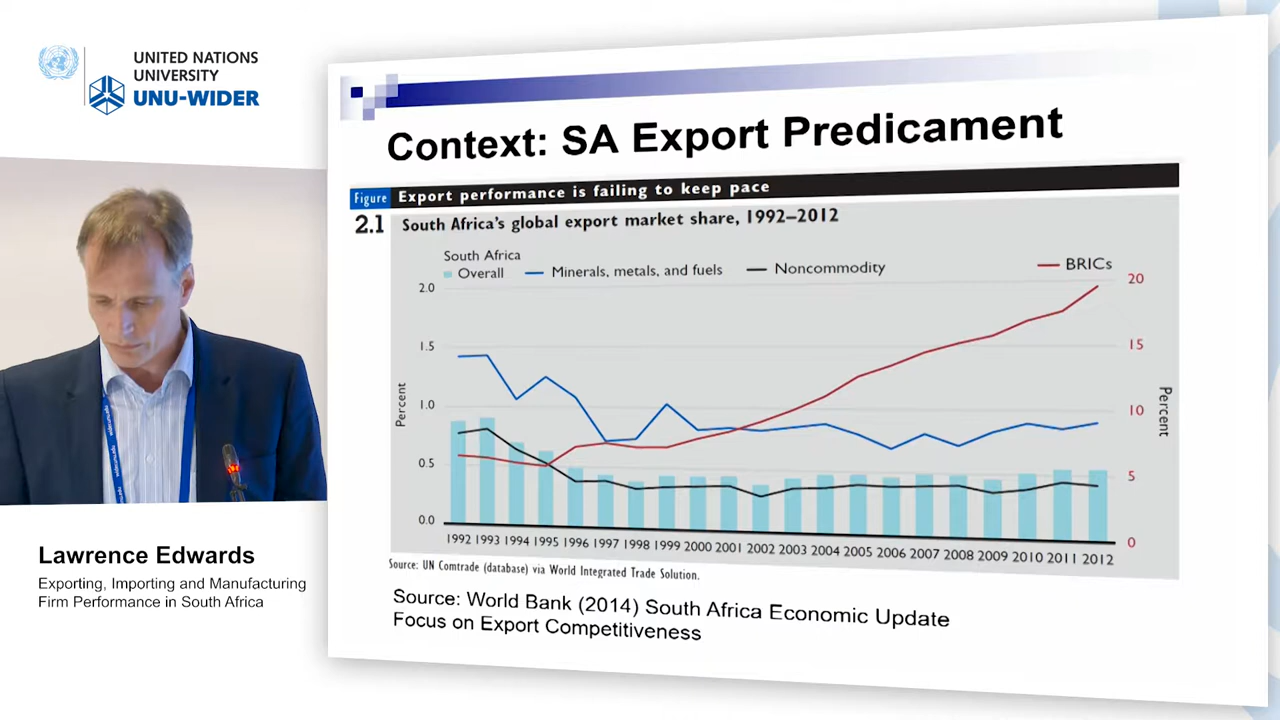 UNITED NATIONS
UNIVERSITY
UNU-WIDER
Context: SA Export Predicament
Figure Export performance is failing to keep pace
2.1 South Africa's global export market share, 1992–2012
South Africa
Overall Minerals, metals, and fuels Noncommodity BRICs
2.0
1.5
1.0
0.5
0.0
Percent
20
15
10
5
0
Percent
1992 1993 1994 1995 1996 1997 1998 1999 2000 2001 2002 2003 2004 2005 2006 2007 2008 2009 2010 2011 2012
Source: UN Comtrade (database) via World Integrated Trade Solution.
Source: World Bank (2014) South Africa Economic Update
Focus on Export Competitiveness
Lawrence Edwards
Exporting, Importing and Manufacturing
Firm Performance in South Africa